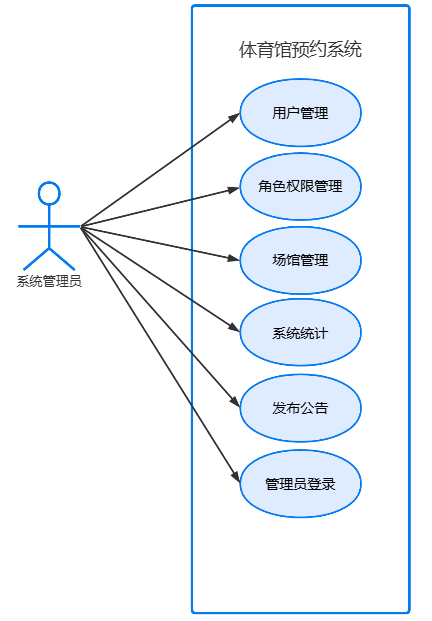 体育馆预约系统
用户管理
角色权限管理
场馆管理
系统管理员
系统统计
发布公告
管理员登录